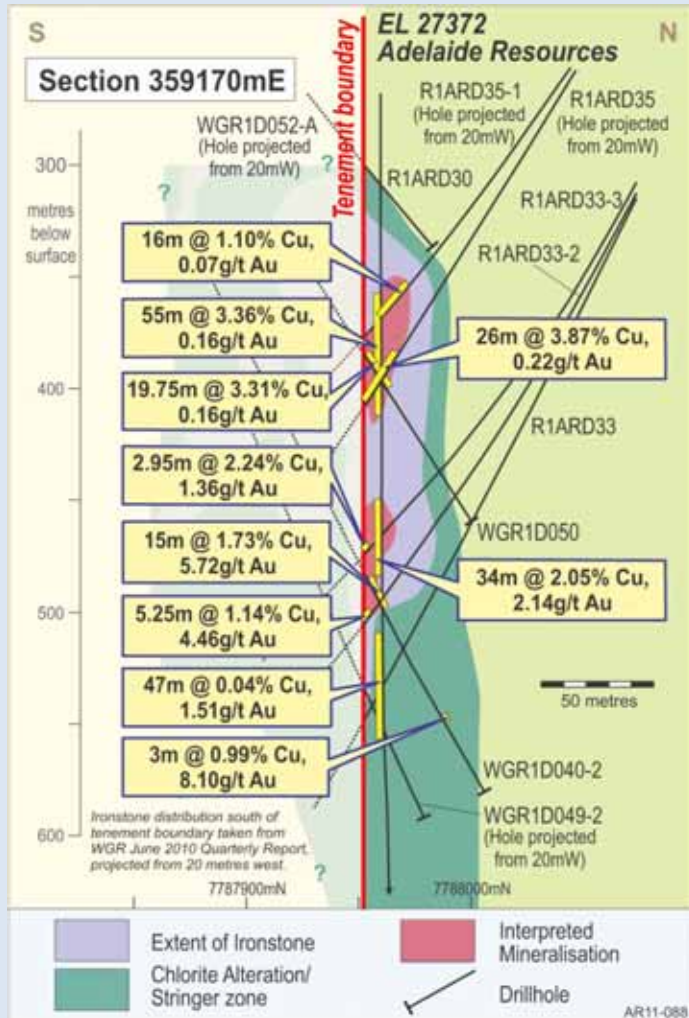 S
EL 27372
Adelaide Resources
N
Section 359170mE
Tenement boundary
WGR1D052-A
(Hole projected
from 20mW)
R1ARD35-1
(Hole projected
from 20mW)
R1ARD35
(Hole projected
from 20mW)
R1ARD30
R1ARD33-3
R1ARD33-2
300
metres
below
surface
?
?
16m @ 1.10% Cu,
0.07g/t Au
55m @ 3.36% Cu,
0.16g/t Au
26m @ 3.87% Cu,
0.22g/t Au
400
19.75m @ 3.31% Cu,
0.16g/t Au
R1ARD33
2.95m @ 2.24% Cu,
1.36g/t Au
WGR1D050
15m @ 1.73% Cu,
5.72g/t Au
34m @ 2.05% Cu,
2.14g/t Au
500
5.25m @ 1.14% Cu,
4.46g/t Au
47m @ 0.04% Cu,
1.51g/t Au
50 metres
3m @ 0.99% Cu,
8.10g/t Au
WGR1D040-2
WGR1D049-2
(Hole projected
from 20mW)
Ironstone distribution south of
tenement boundary taken from
WGR June 2010 Quarterly Report,
projected from 20 metres west.
600
?
7787900mN
7788000mN
Extent of Ironstone
Interpreted
Mineralisation
Chlorite Alteration/
Stringer zone
Drillhole
AR11-088